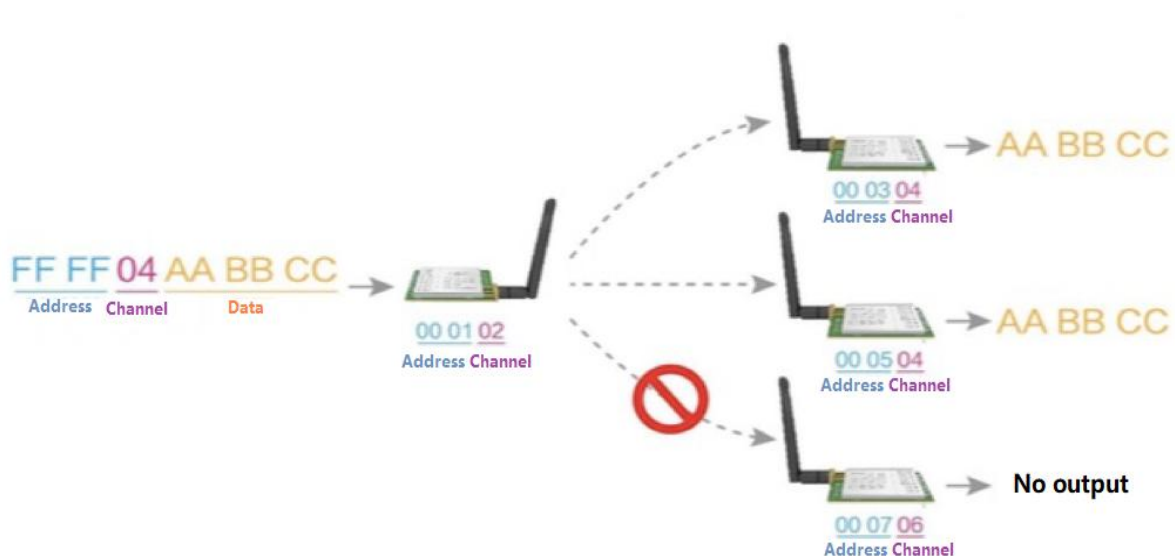 FF FF 04 AA BB CC
Address Channel Data
00 01 02
Address Channel
AA BB CC
00 03 04
Address Channel
AA BB CC
00 05 04
Address Channel
No output
00 07 06
Address Channel